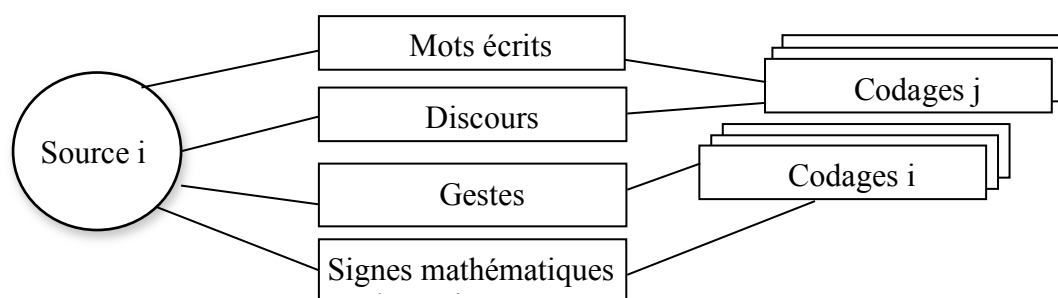 Mots écrits
Codages j
Discours
Source i
Codages i
Gestes
Signes mathématiques